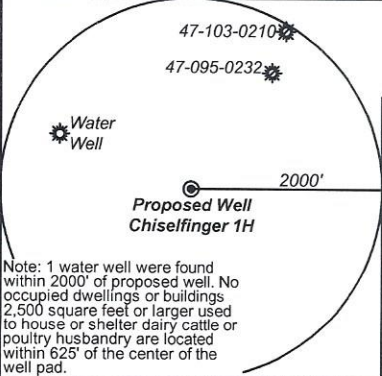 47-103-0210
47-095-0232
Water
Well
2000'
Proposed Well
Chiselfinger 1H
Note: 1 water well were found
within 2000' of proposed well. No
occupied dwellings or buildings
2,500 square feet or larger used
to house or shelter dairy cattle or
poultry husbandry are located
within 625' of the center of the
well pad.